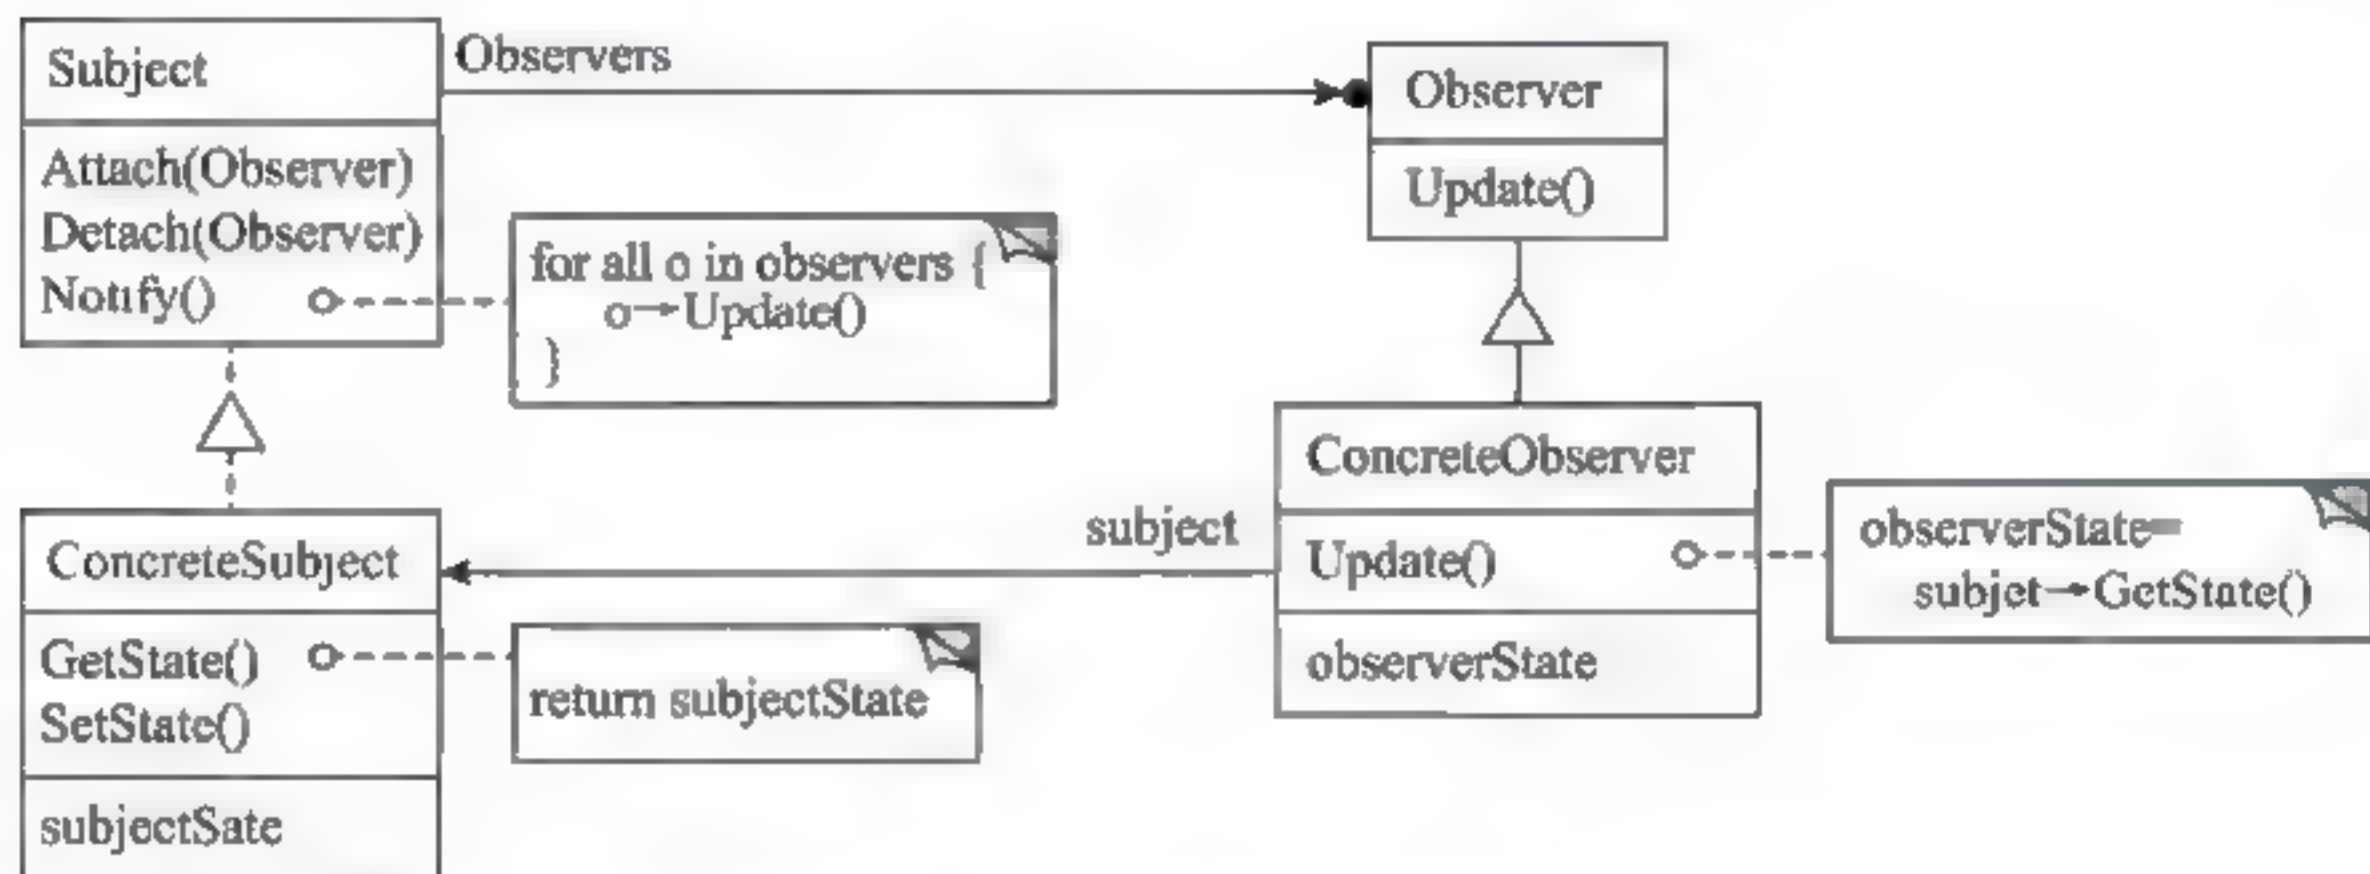 Subject
Observers
Observer
Attach(Observer)
Detach(Observer)
Notify()
for all o in observers {
o→Update()
}
Update()
ConcreteSubject
subject
ConcreteObserver
Update()
observerState=
subjet→GetState()
GetState()
SetState()
return subjectState
observerState
subjectSate